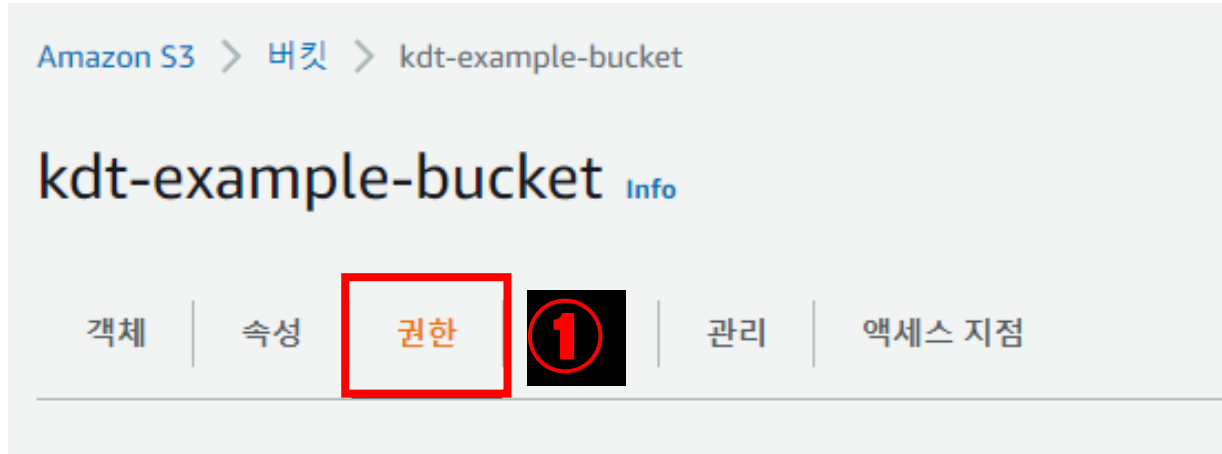 Amazon S3 > 버킷 > kdt-example-bucket
kdt-example-bucket Info
객체 속성 권한 ① 관리 액세스 지점